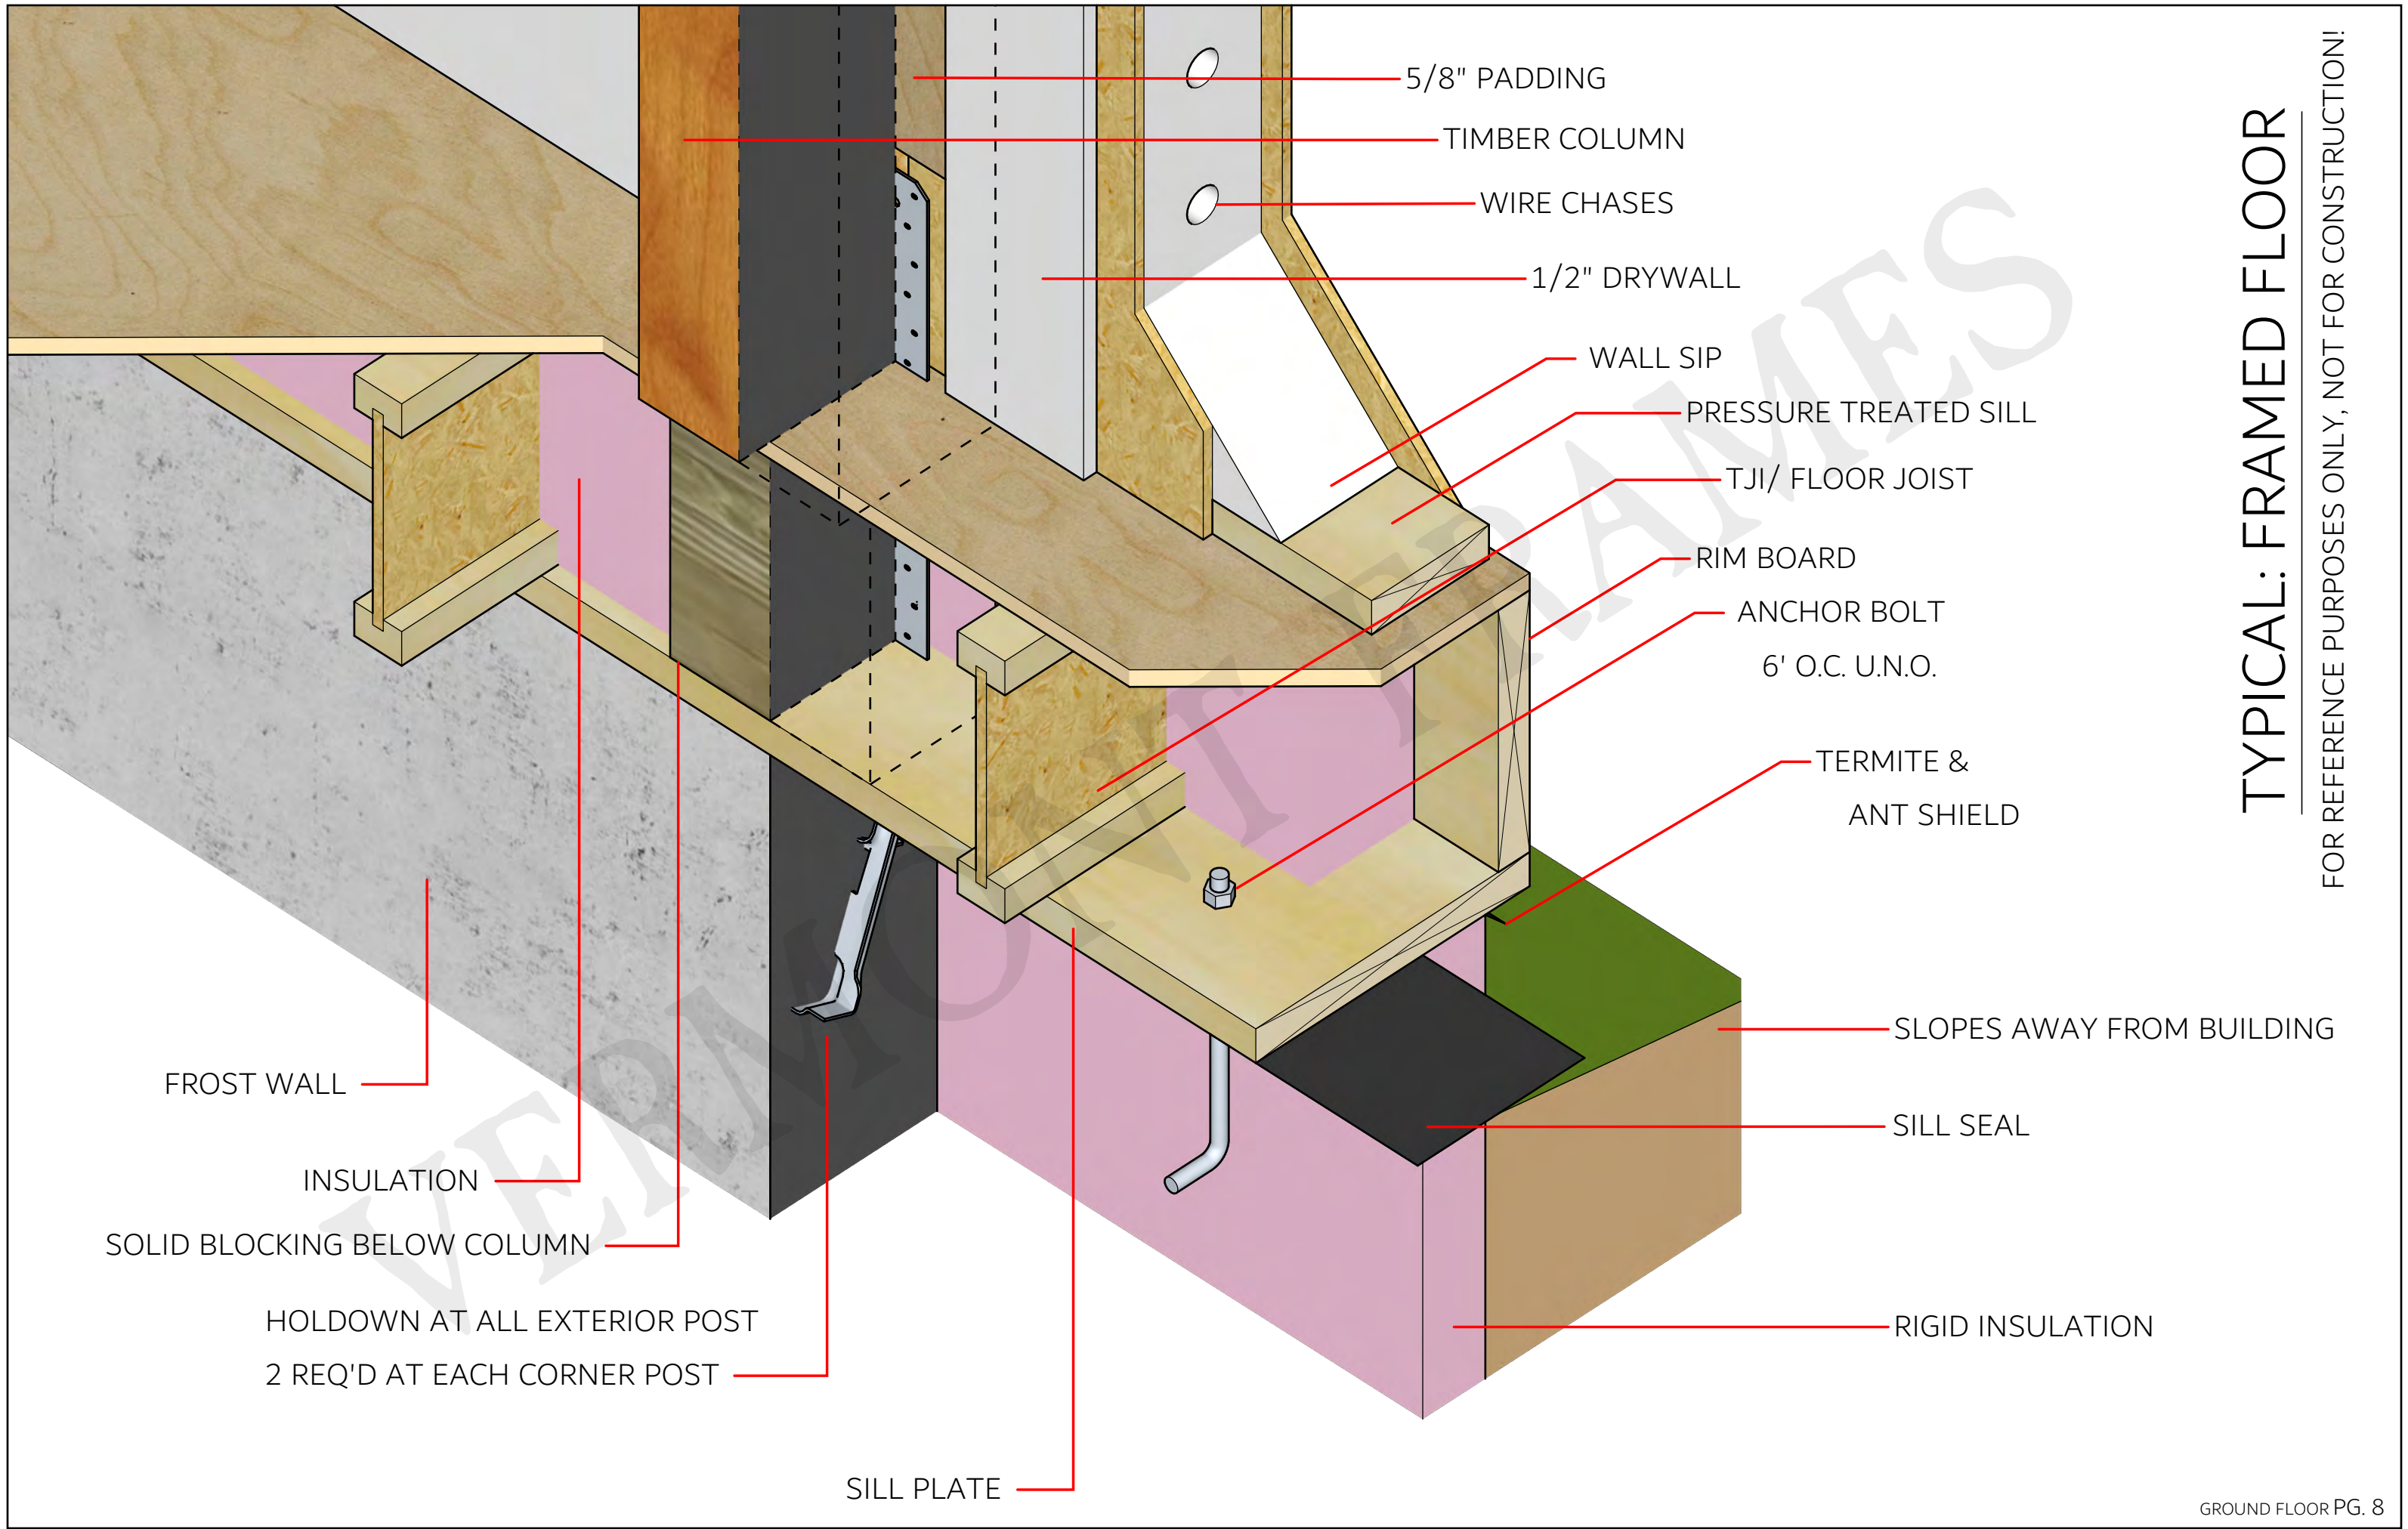 5/8" PADDING
TIMBER COLUMN
WIRE CHASES
1/2" DRYWALL
WALL SIP
PRESSURE TREATED SILL
TJI/ FLOOR JOIST
RIM BOARD
ANCHOR BOLT
6' O.C. U.N.O.
TERMITE &
ANT SHIELD
SLOPES AWAY FROM BUILDING
SILL SEAL
RIGID INSULATION
FROST WALL
INSULATION
SOLID BLOCKING BELOW COLUMN
HOLDOWN AT ALL EXTERIOR POST
2 REQ'D AT EACH CORNER POST
SILL PLATE
TYPICAL: FRAMED FLOOR
FOR REFERENCE PURPOSES ONLY, NOT FOR CONSTRUCTION!
VERMONT FRAMES
GROUND FLOOR PG. 8